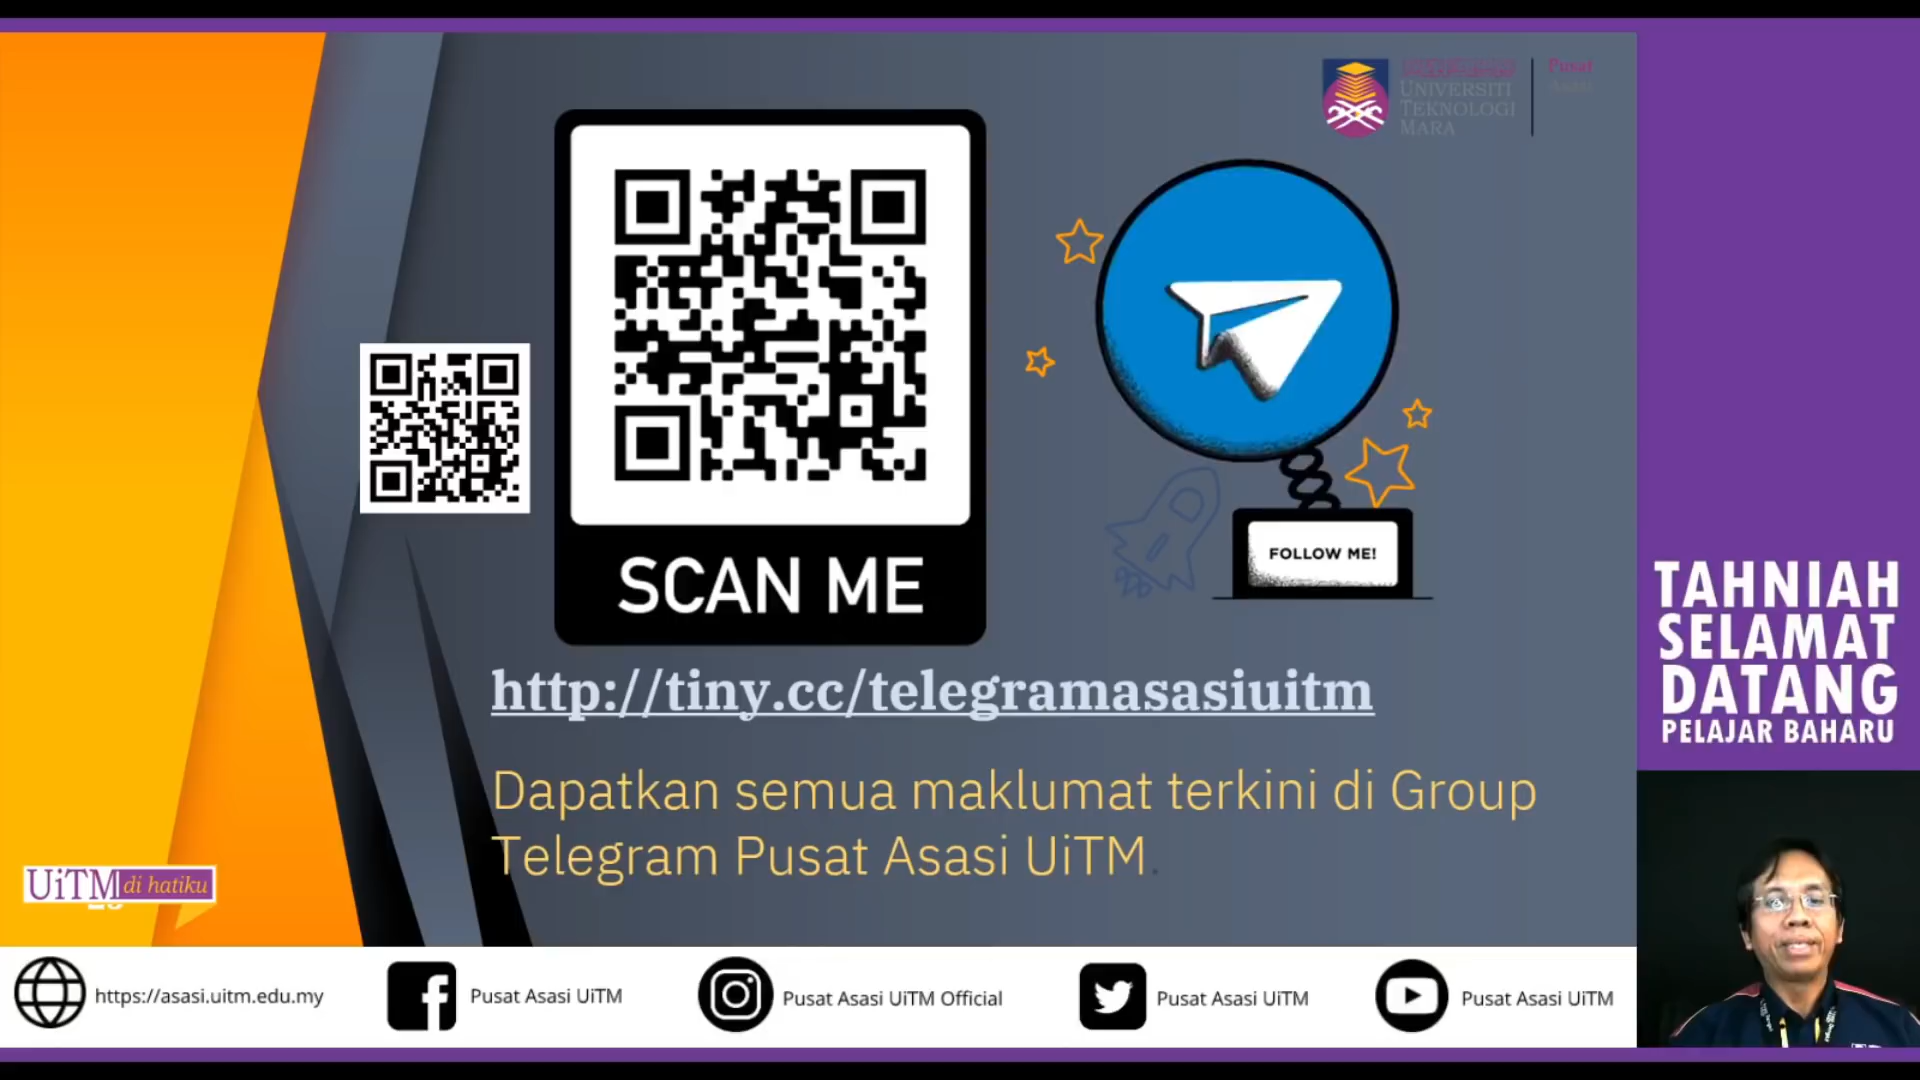 UNIVERSITI
TEKNOLOGI
MARA
Pusat
Asasi
SCAN ME
FOLLOW ME!
http://tiny.cc/telegramasasiuitm
Dapatkan semua maklumat terkini di Group
Telegram Pusat Asasi UiTM.
UiTM di hatiku
TAHNIAH
SELAMAT
DATANG
PELAJAR BAHARU
https://asasi.uitm.edu.my
Pusat Asasi UiTM
Pusat Asasi UiTM Official
Pusat Asasi UiTM
Pusat Asasi UiTM